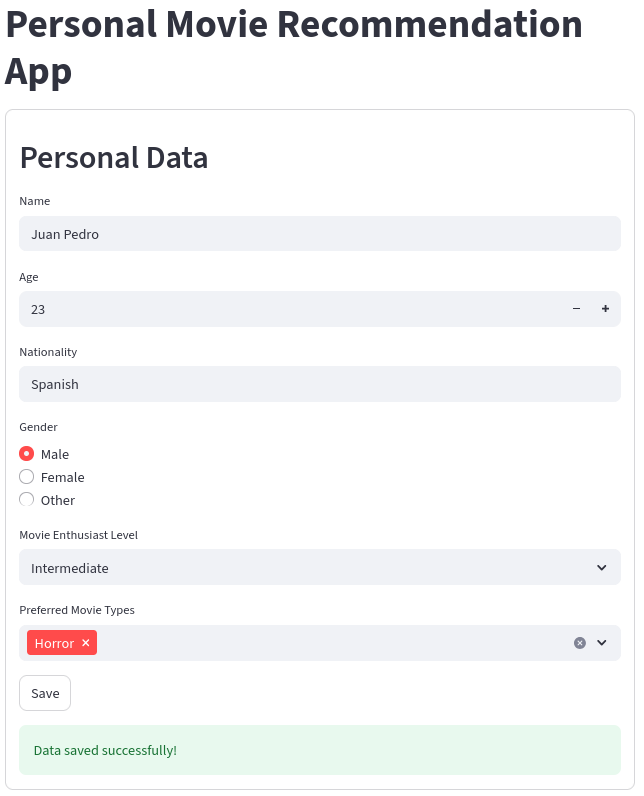 Personal Movie Recommendation
App
Personal Data
Name
Juan Pedro
Age
23
Nationality
Spanish
Gender
Male
Female
Other
Movie Enthusiast Level
Intermediate
Preferred Movie Types
Horror
Save
Data saved successfully!